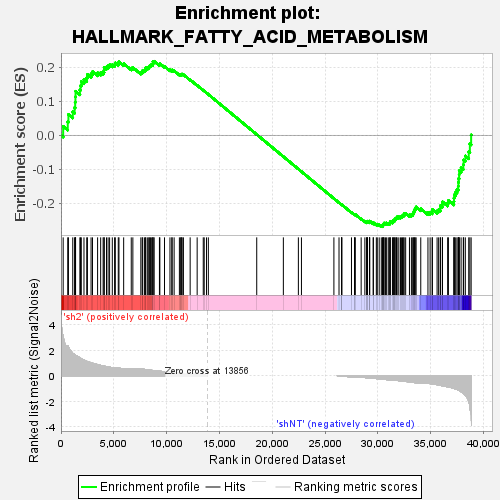 Enrichment plot:
HALLMARK_FATTY_ACID_METABOLISM
Enrichment score (ES)
0.2
0.1
0.0
-0.1
-0.2
'sh2' (positively correlated)
Ranked list metric (Signal2Noise)
4
2
0
-2
-4
Zero cross at 13856
'shNT' (negatively correlated)
0
5,000
10,000
15,000
20,000
25,000
30,000
35,000
40,000
Rank in Ordered Dataset
Enrichment profile
Hits
Ranking metric scores